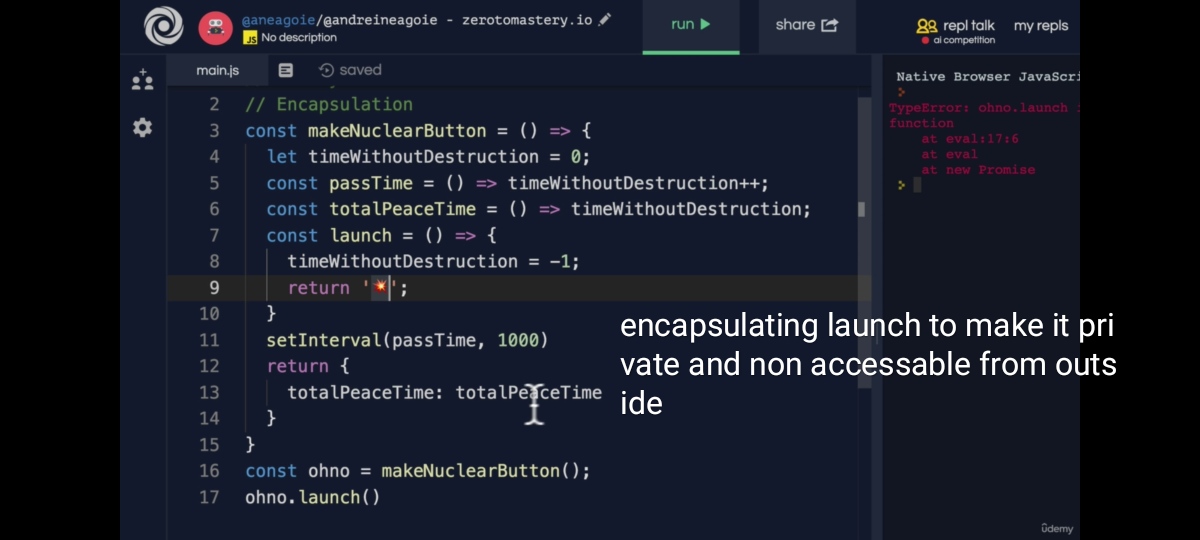 @aneagoie/@andreineagoie - zerotomastery.io
JS No description
run
share
repl talk
ai competition
my repls
main.js
saved
2 // Encapsulation
3 const makeNuclearButton = () => {
4 let timeWithoutDestruction = 0;
5 const passTime = () => timeWithoutDestruction++;
6 const totalPeaceTime = () => timeWithoutDestruction;
7 const launch = () => {
8 timeWithoutDestruction = -1;
9 return '💥';
10 }
11 setInterval(passTime, 1000)
12 return {
13 totalPeaceTime: totalPeaceTime
14 }
15 }
16 const ohno = makeNuclearButton();
17 ohno.launch()
Native Browser JavaScri
TypeError: ohno.launch i
function
at eval:17:6
at eval
at new Promise
encapsulating launch to make it pri
vate and non accessable from outs
ide
ûdemy